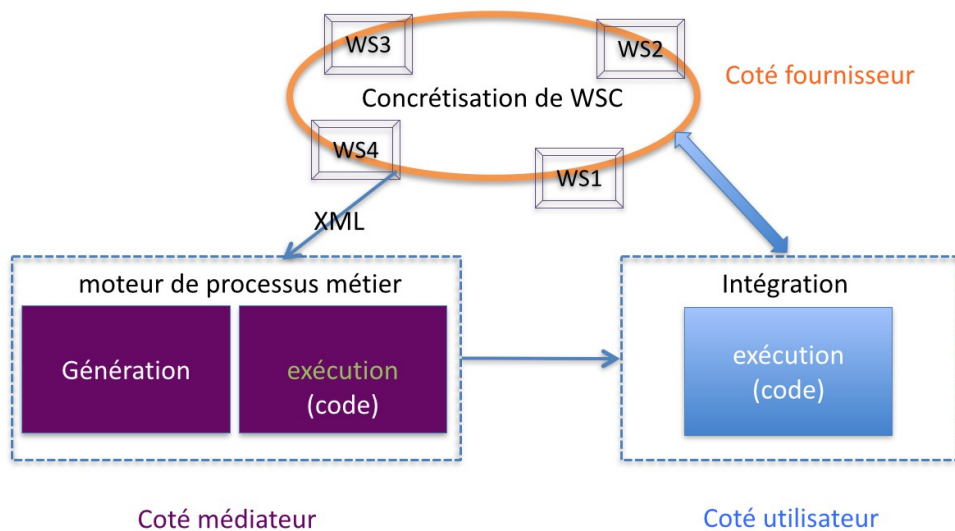 WS3
WS2
Coté fournisseur
Concrétisation de WSC
WS4
WS1
XML
moteur de processus métier
Intégration
Génération
exécution
(code)
exécution
(code)
Coté médiateur
Coté utilisateur